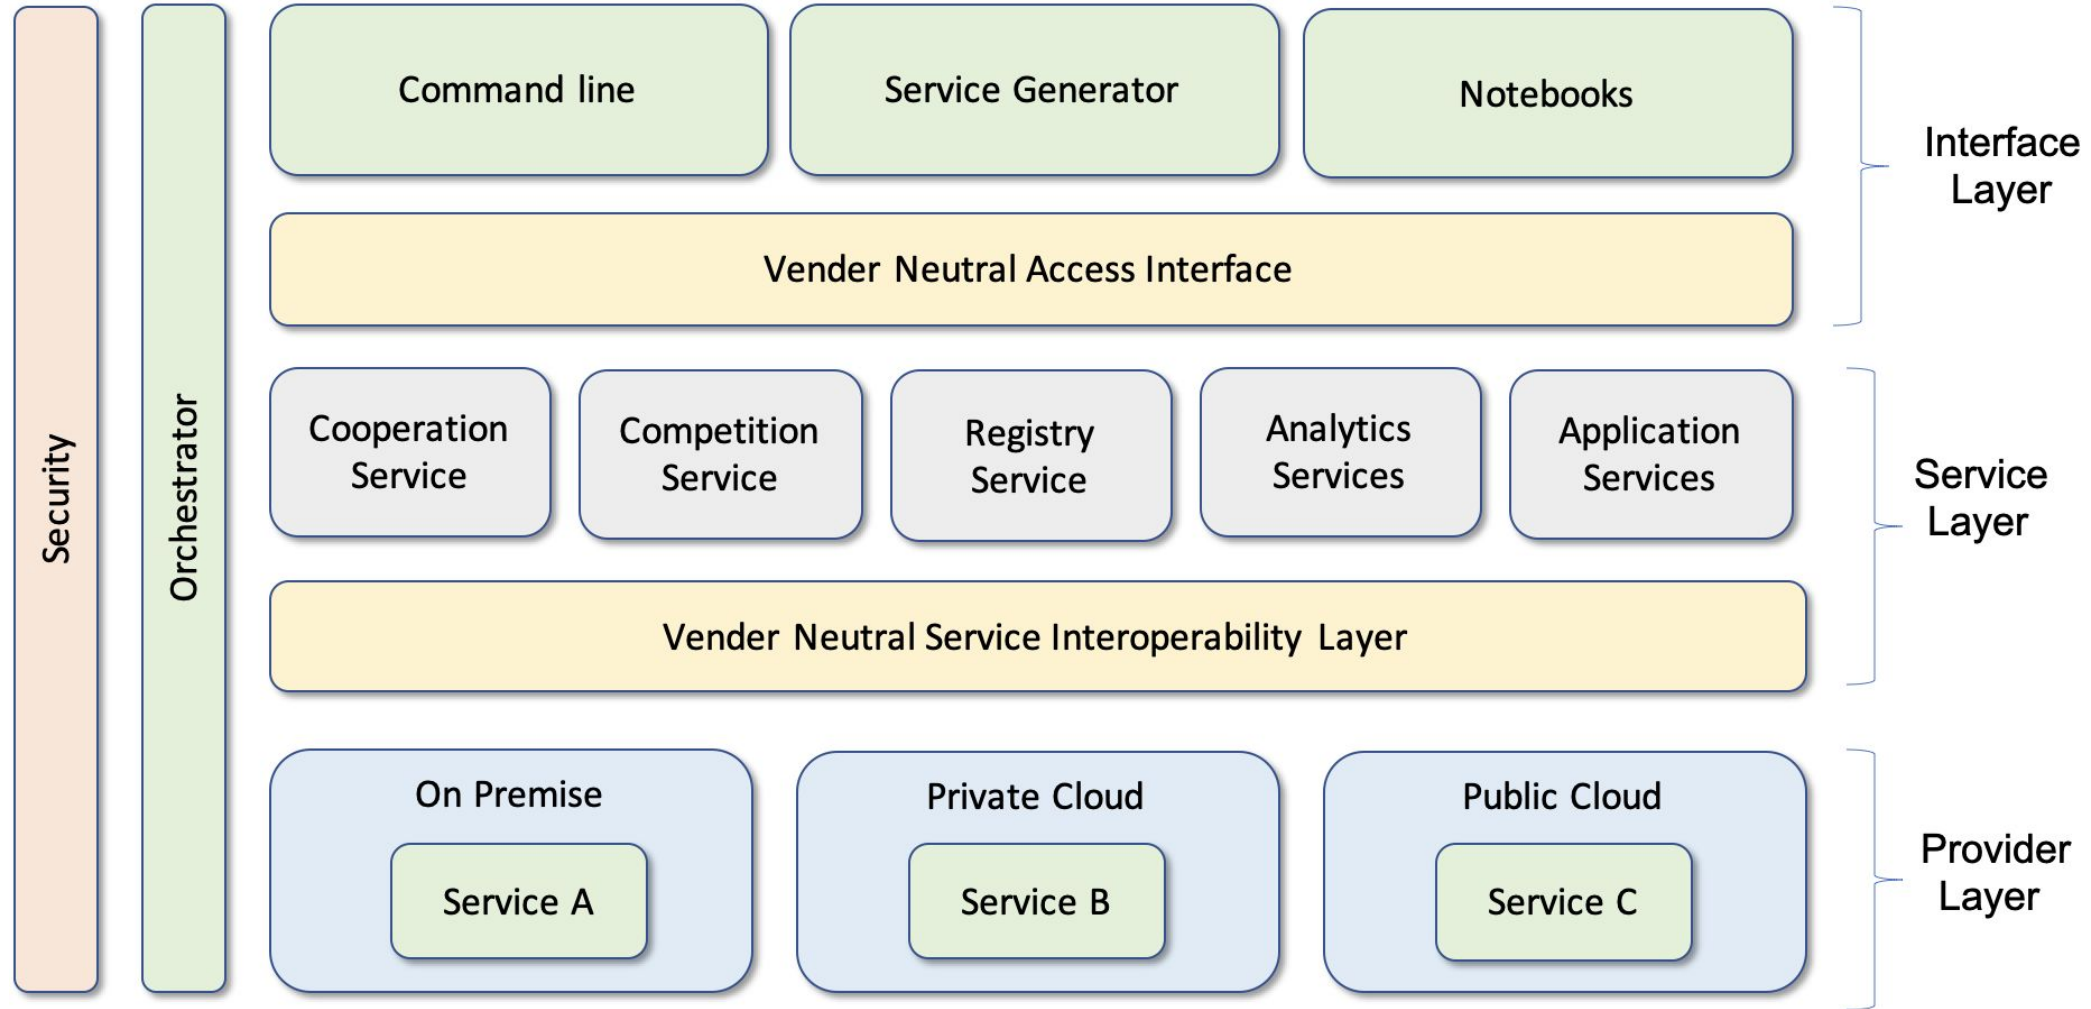 Security
Orchestrator
Command line
Service Generator
Notebooks
Interface
Layer
Vender Neutral Access Interface
Cooperation
Service
Competition
Service
Registry
Service
Analytics
Services
Application
Services
Service
Layer
Vender Neutral Service Interoperability Layer
On Premise
Service A
Private Cloud
Service B
Public Cloud
Service C
Provider
Layer